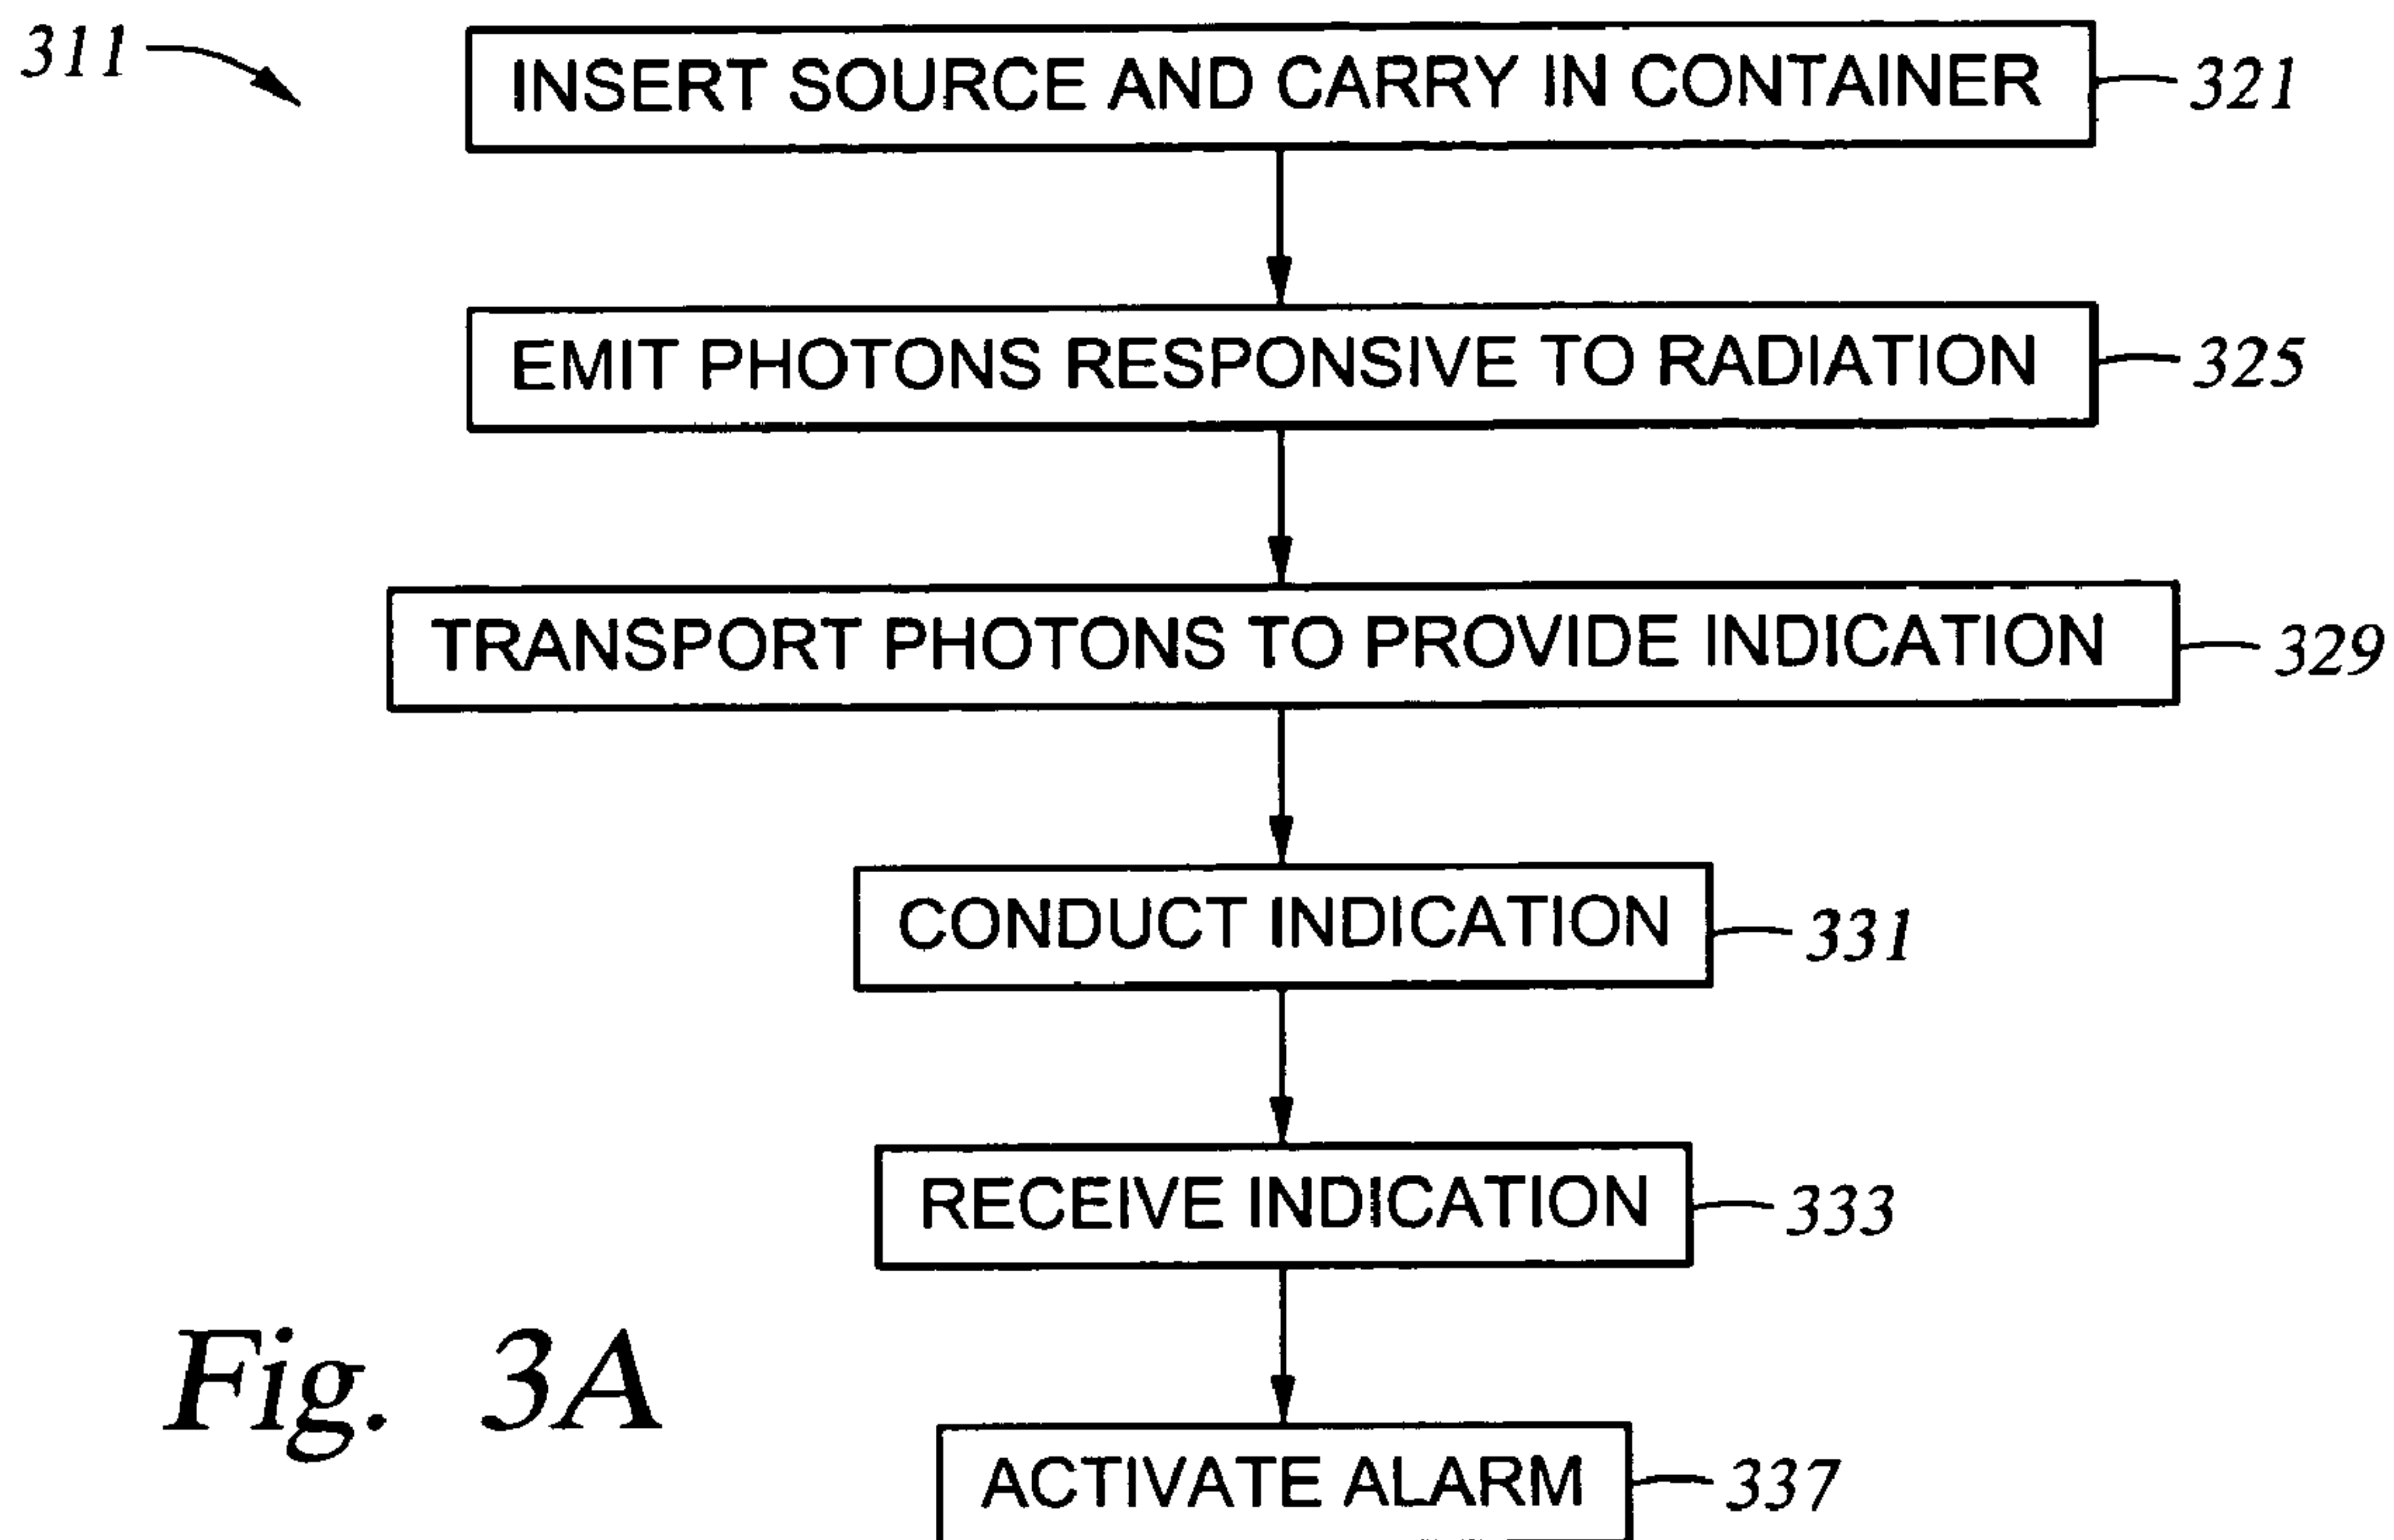 311
INSERT SOURCE AND CARRY IN CONTAINER 321
EMIT PHOTONS RESPONSIVE TO RADIATION 325
TRANSPORT PHOTONS TO PROVIDE INDICATION 329
CONDUCT INDICATION 331
RECEIVE INDICATION 333
Fig. 3A
ACTIVATE ALARM 337